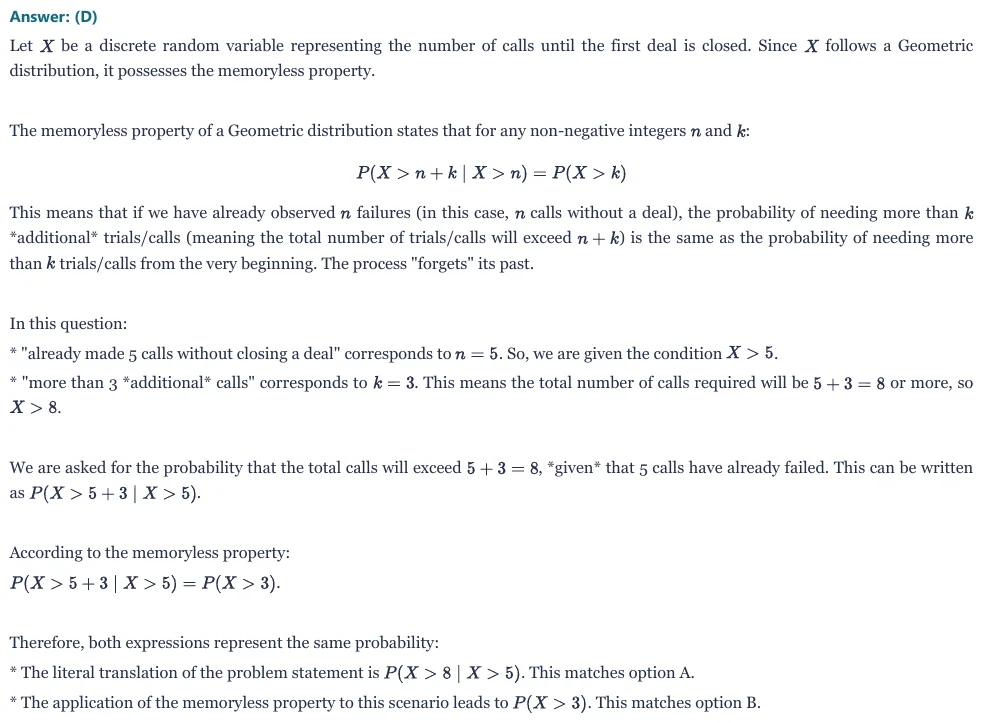 Answer: (D)
Let X be a discrete random variable representing the number of calls until the first deal is closed. Since X follows a Geometric
distribution, it possesses the memoryless property.
The memoryless property of a Geometric distribution states that for any non-negative integers n and k:
P(X > n + k | X > n) = P(X > k)
This means that if we have already observed n failures (in this case, n calls without a deal), the probability of needing more than k
*additional* trials/calls (meaning the total number of trials/calls will exceed n + k) is the same as the probability of needing more
than k trials/calls from the very beginning. The process "forgets" its past.
In this question:
* "already made 5 calls without closing a deal" corresponds to n = 5. So, we are given the condition X > 5.
* "more than 3 *additional* calls" corresponds to k = 3. This means the total number of calls required will be 5 + 3 = 8 or more, so
X > 8.
We are asked for the probability that the total calls will exceed 5 + 3 = 8, *given* that 5 calls have already failed. This can be written
as P(X > 5 + 3 | X > 5).
According to the memoryless property:
P(X > 5 + 3 | X > 5) = P(X > 3).
Therefore, both expressions represent the same probability:
* The literal translation of the problem statement is P(X > 8 | X > 5). This matches option A.
* The application of the memoryless property to this scenario leads to P(X > 3). This matches option B.